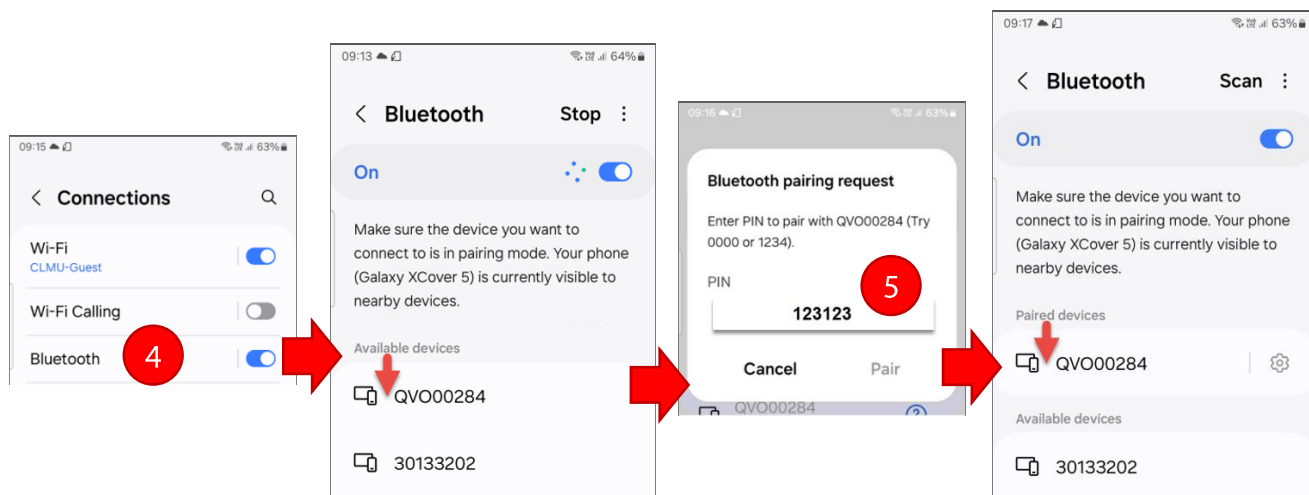 09:15 63%
Connections
Wi-Fi
CLMU-Guest
Wi-Fi Calling
Bluetooth
4
09:13 64%
Bluetooth Stop
On
Make sure the device you want to
connect to is in pairing mode. Your phone
(Galaxy XCover 5) is currently visible to
nearby devices.
Available devices
QVO00284
30133202
09:16 63%
Bluetooth pairing request
Enter PIN to pair with QVO00284 (Try
0000 or 1234).
PIN
5
123123
Cancel Pair
QVO00284
?
09:17 63%
Bluetooth Scan
On
Make sure the device you want to
connect to is in pairing mode. Your phone
(Galaxy XCover 5) is currently visible to
nearby devices.
Paired devices
QVO00284
Available devices
30133202